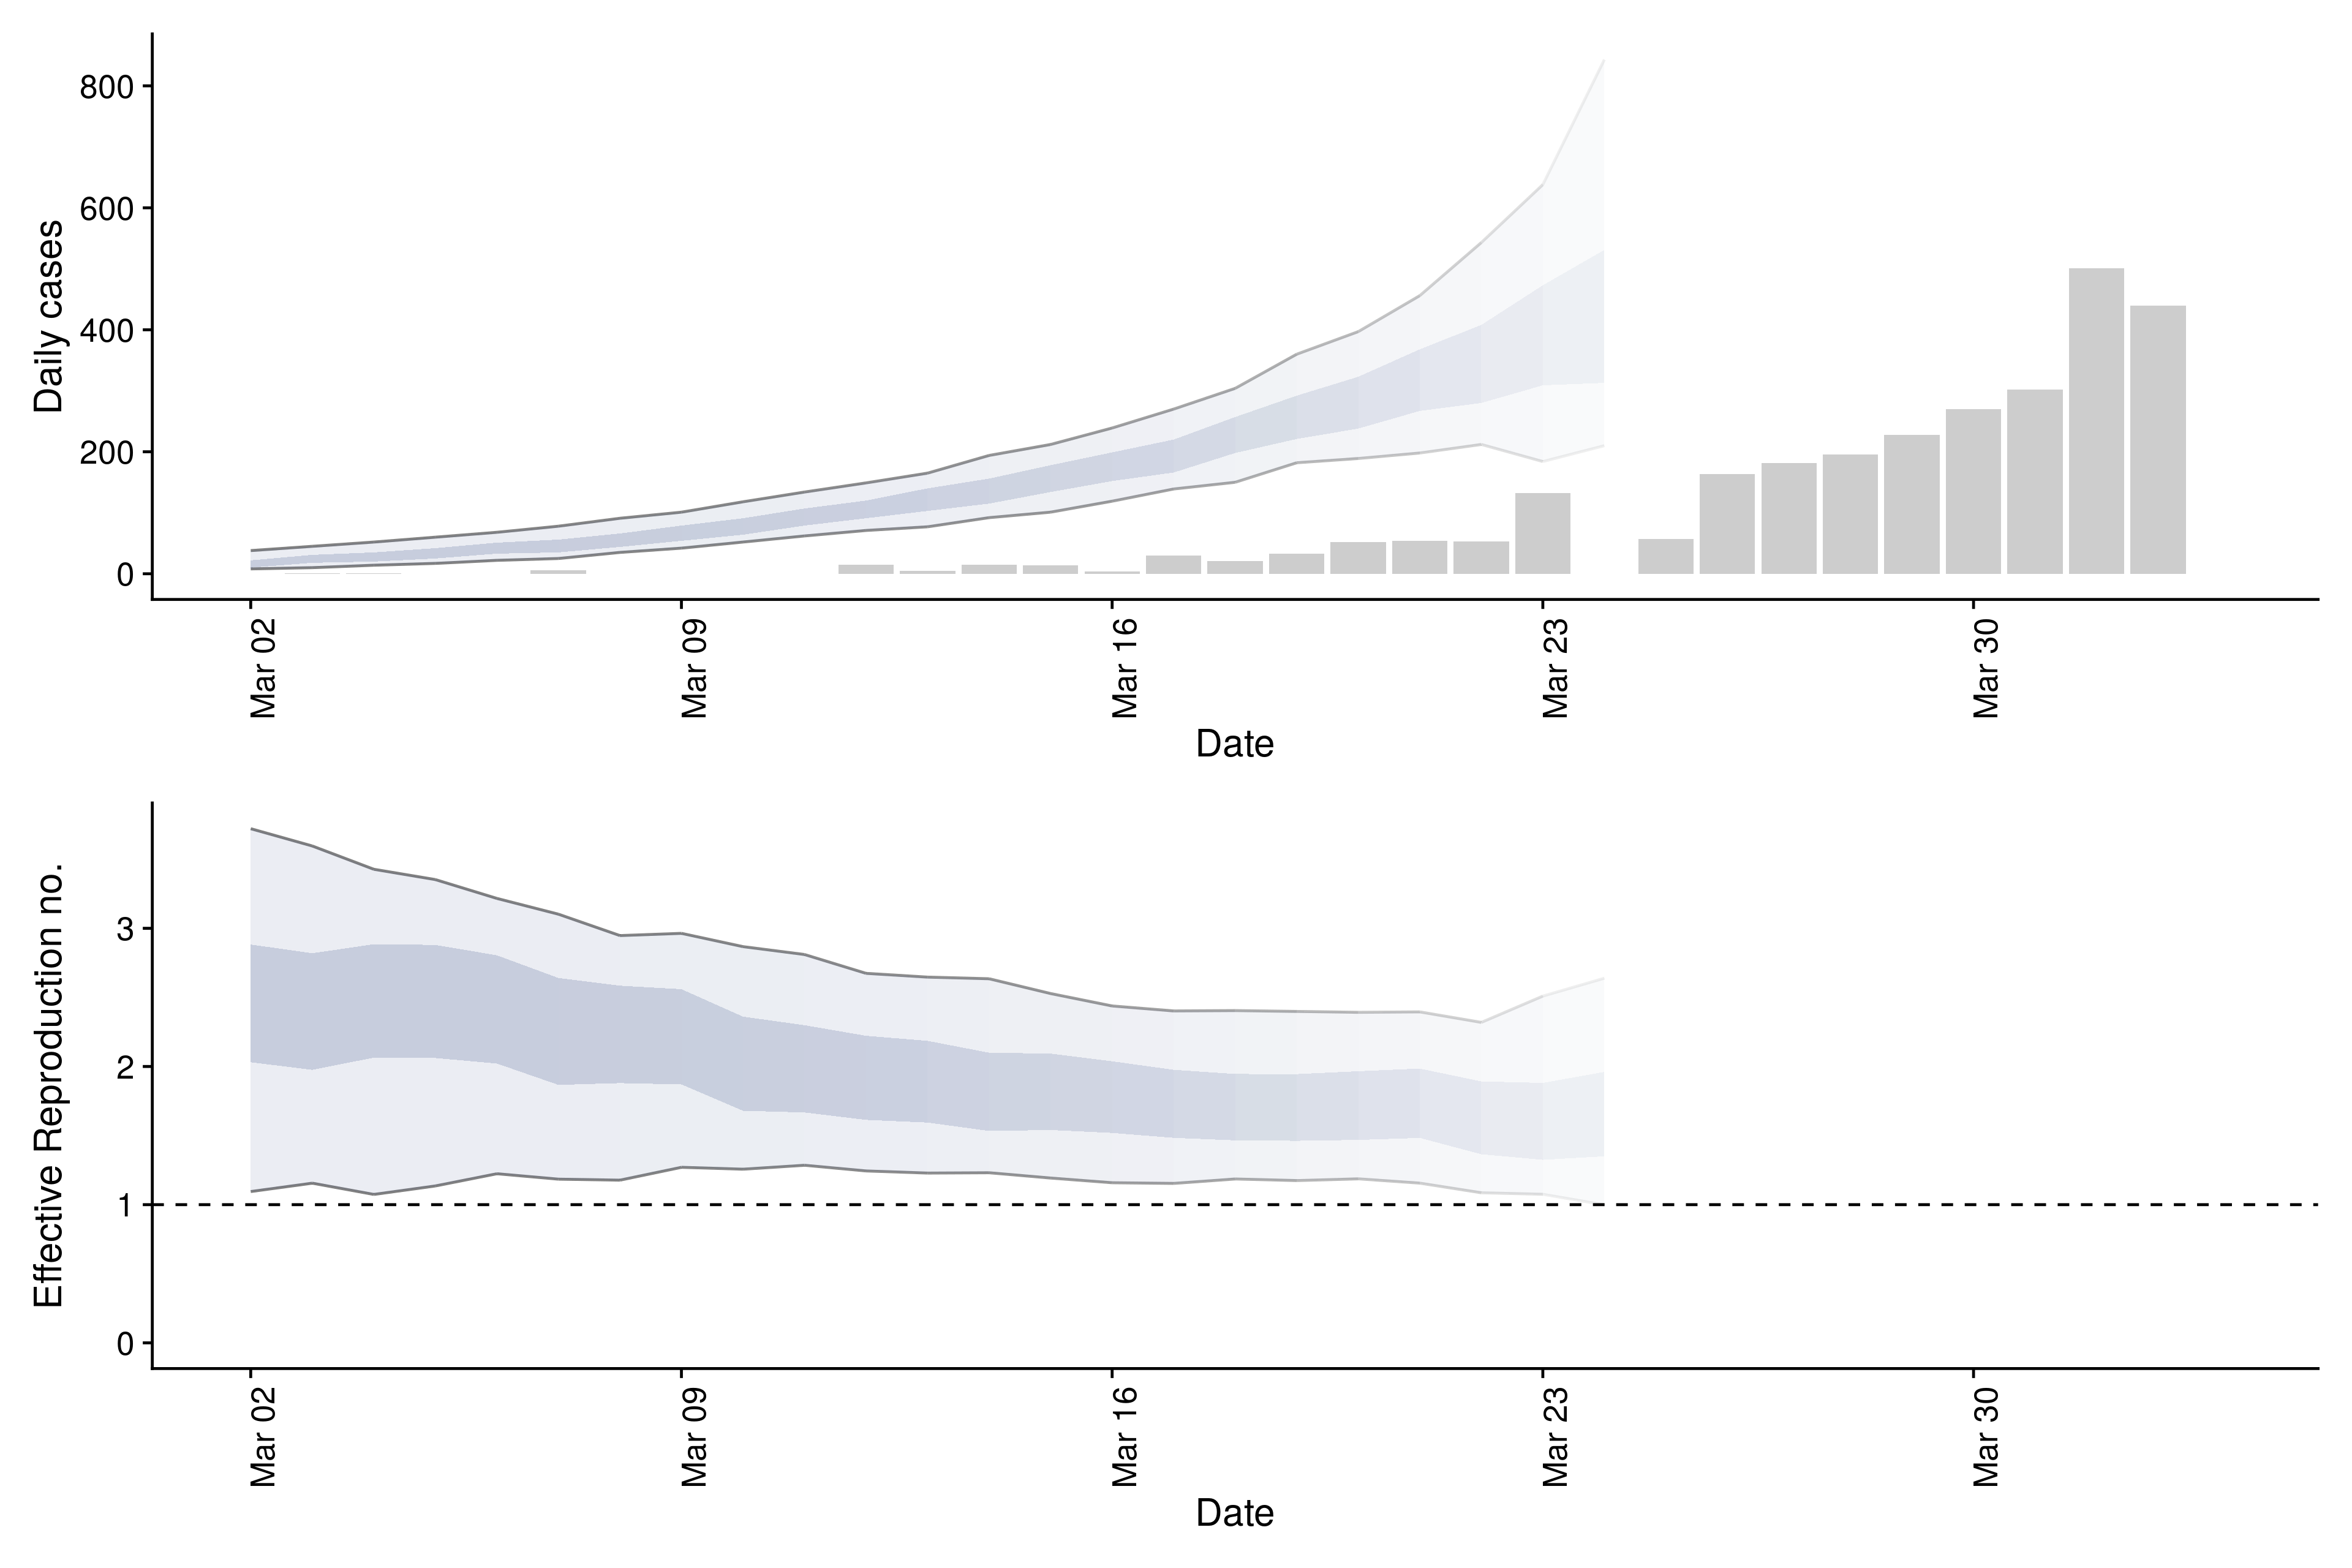 Daily cases
800
600
400
200
0
Mar 02
Mar 09
Mar 16
Mar 23
Mar 30
Date
Effective Reproduction no.
3
2
1
0
Mar 02
Mar 09
Mar 16
Mar 23
Mar 30
Date